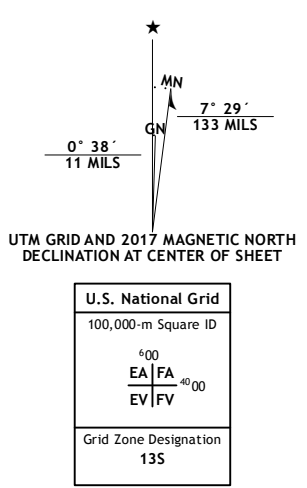 ★
MN
7° 29´
133 MILS
GN
0° 38´
11 MILS
UTM GRID AND 2017 MAGNETIC NORTH
DECLINATION AT CENTER OF SHEET
U.S. National Grid
100,000-m Square ID
600
EA FA
4000
EV FV
Grid Zone Designation
13S